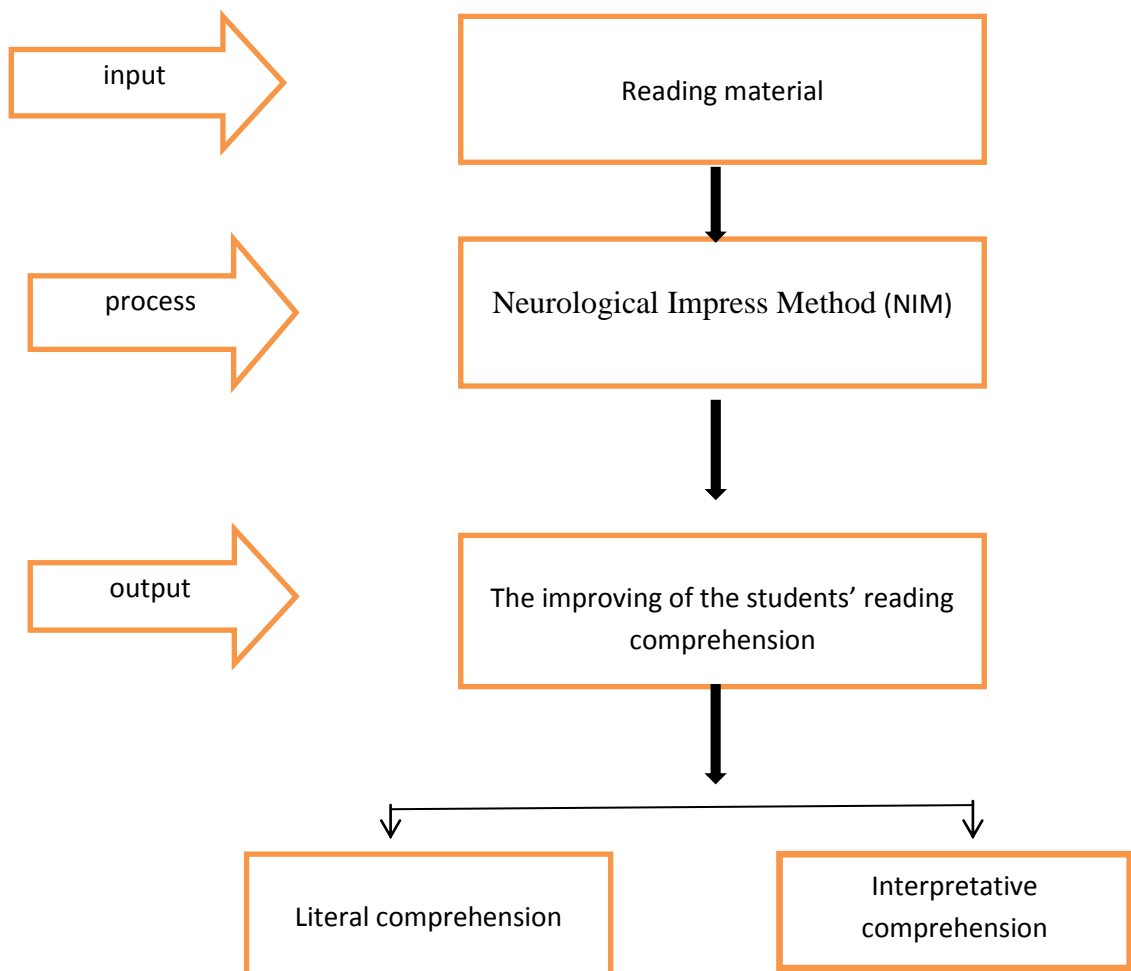 input
Reading material
process
Neurological Impress Method (NIM)
output
The improving of the students’ reading
comprehension
Literal comprehension
Interpretative
comprehension